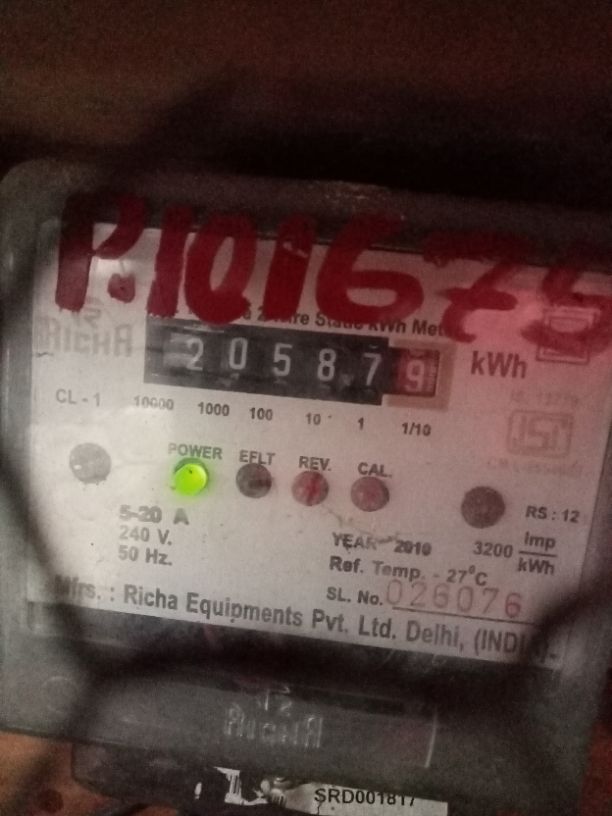 P.101675
RICHA
2 0 5 8 7 9 kWh
CL - 1 10000 1000 100 10 1 1/10
POWER EFLT REV. CAL.
5-20 A
240 V.
50 Hz.
RS : 12
YEAR 2010
3200 imp/kWh
Ref. Temp. - 27°C
SL. No. 026076
Mfrs. : Richa Equipments Pvt. Ltd. Delhi, (INDIA).
RICHA
SRD001817